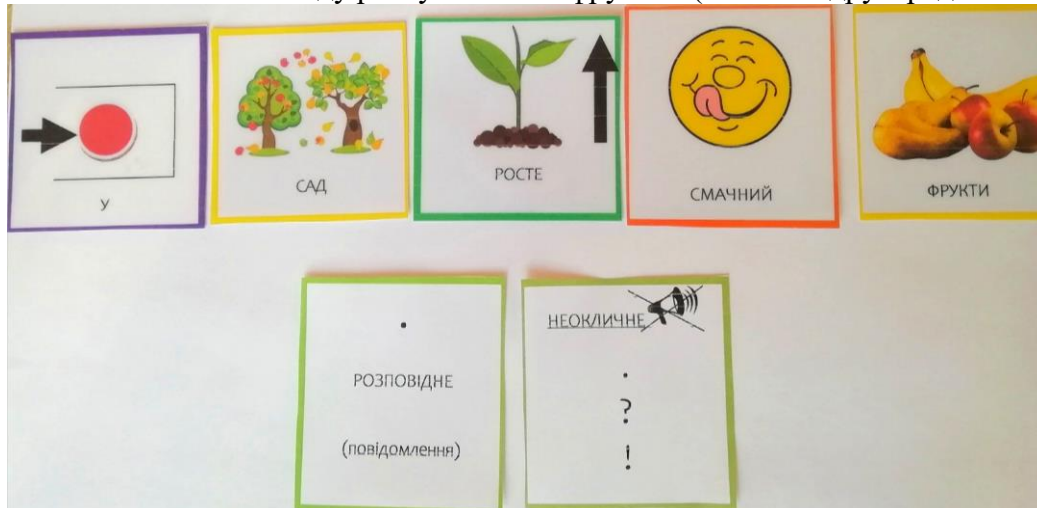 У
САД
РОСТЕ
СМАЧНИЙ
ФРУКТИ
.
РОЗПОВІДНЕ
(повідомлення)
НЕОКЛИЧНЕ
.
?
!